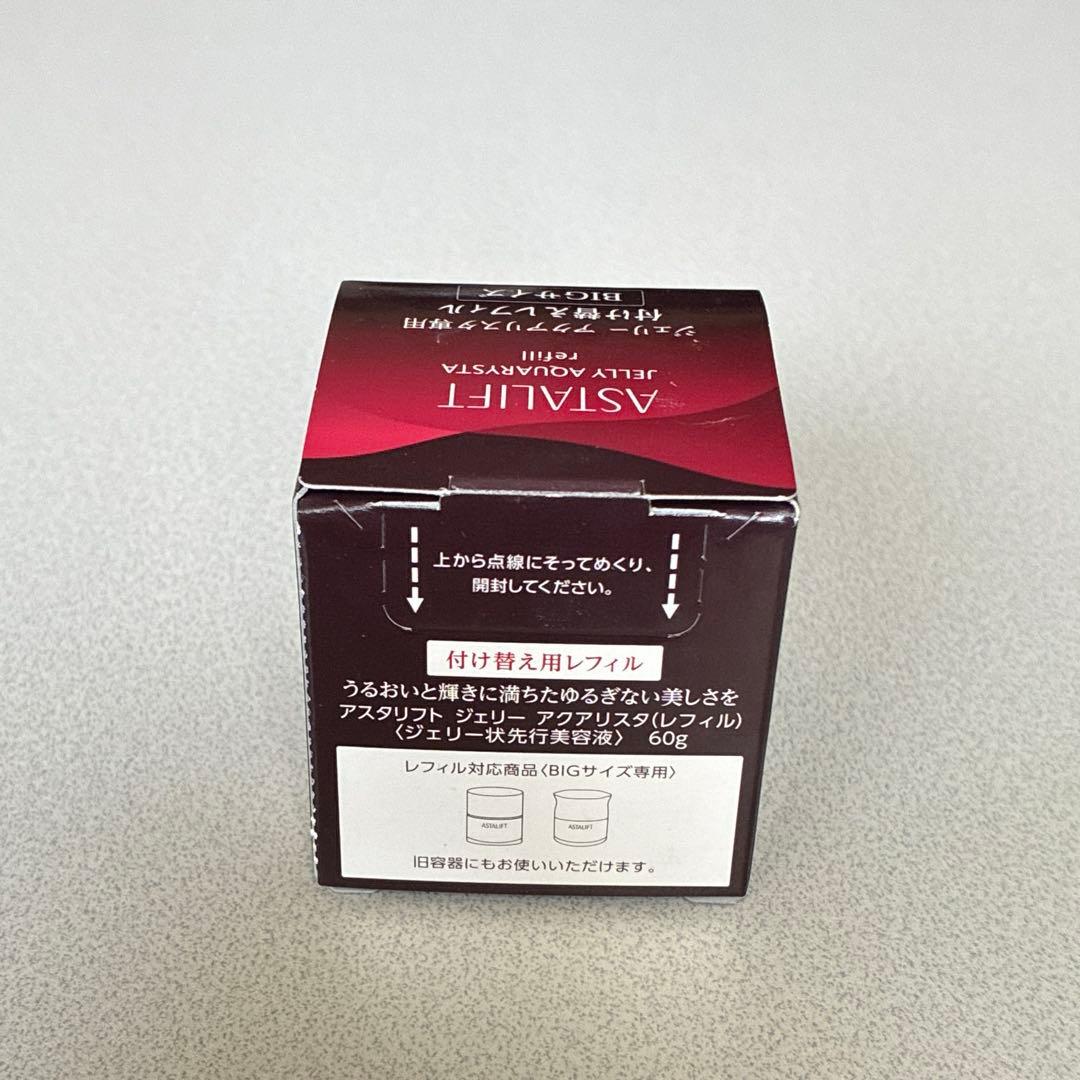 ASTALIFT
JELLY AQUARYSTA
refill
ジェリー アクアリスタ専用
付け替えレフィル
BIGサイズ
上から点線にそってめくり、
開封してください。
付け替え用レフィル
うるおいと輝きに満ちたゆるぎない美しさを
アスタリフト ジェリー アクアリスタ(レフィル)
〈ジェリー状先行美容液〉 60g
レフィル対応商品〈BIGサイズ専用〉
ASTALIFT ASTALIFT
旧容器にもお使いいただけます。